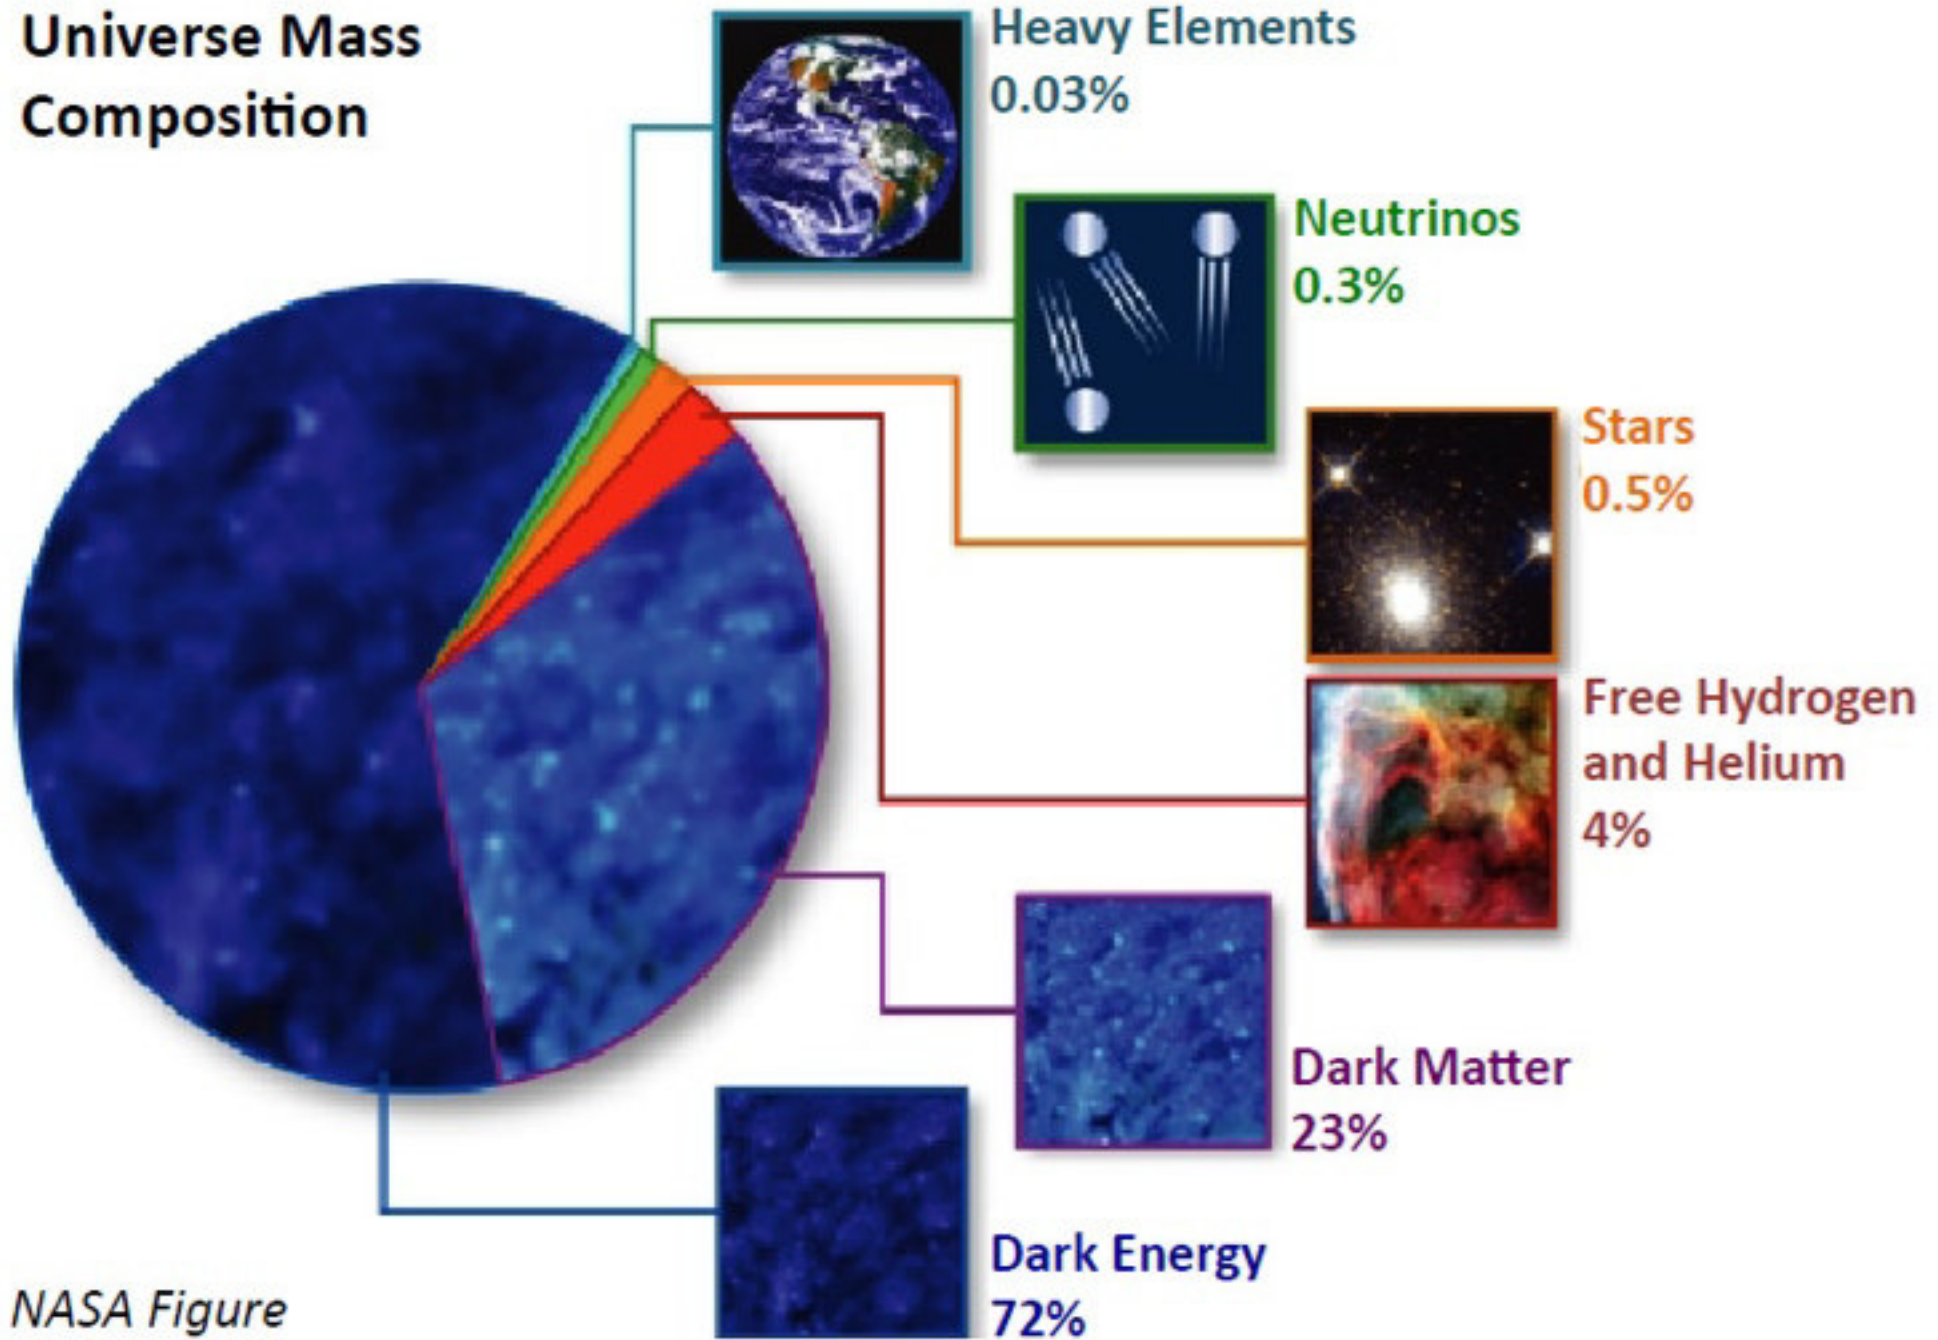 Universe Mass
Composition
Heavy Elements
0.03%
Neutrinos
0.3%
Stars
0.5%
Free Hydrogen
and Helium
4%
Dark Matter
23%
Dark Energy
72%
NASA Figure